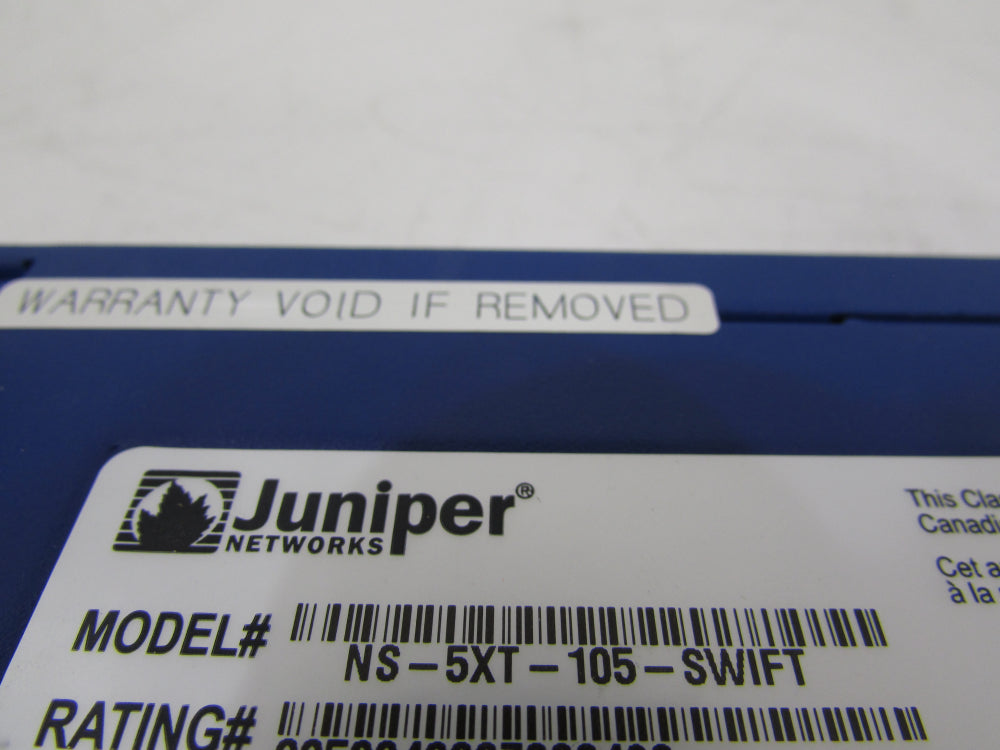 WARRANTY VOID IF REMOVED
Juniper®
NETWORKS
This Cla
Canadi
Cet a
à la
MODEL#
NS-5XT-105-SWIFT
RATING#